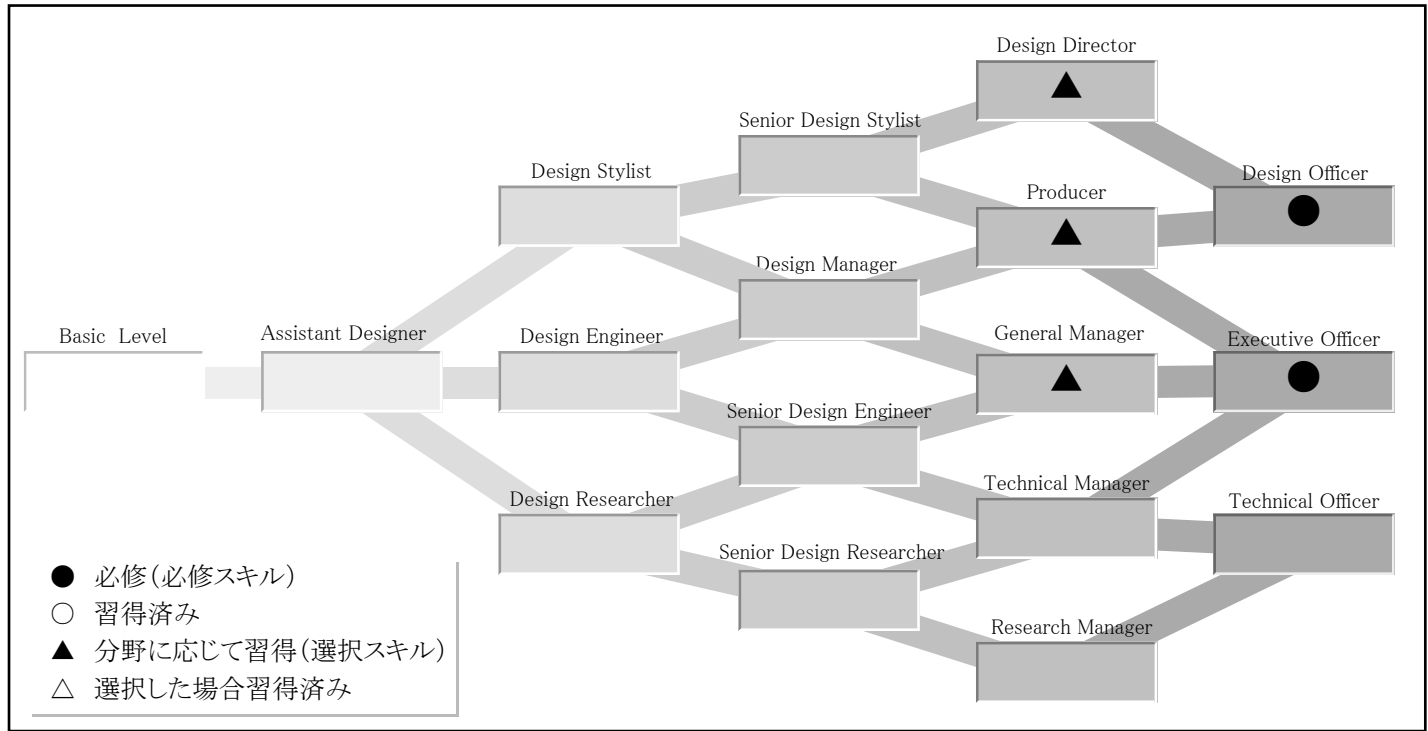 Design Director
▲
Senior Design Stylist
Design Stylist
Design Officer
●
Producer
▲
Design Manager
Basic Level
Assistant Designer
Design Engineer
General Manager
▲
Executive Officer
●
Senior Design Engineer
Design Researcher
Technical Manager
Technical Officer
Senior Design Researcher
Research Manager
● 必修(必修スキル)
○ 習得済み
▲ 分野に応じて習得(選択スキル)
△ 選択した場合習得済み